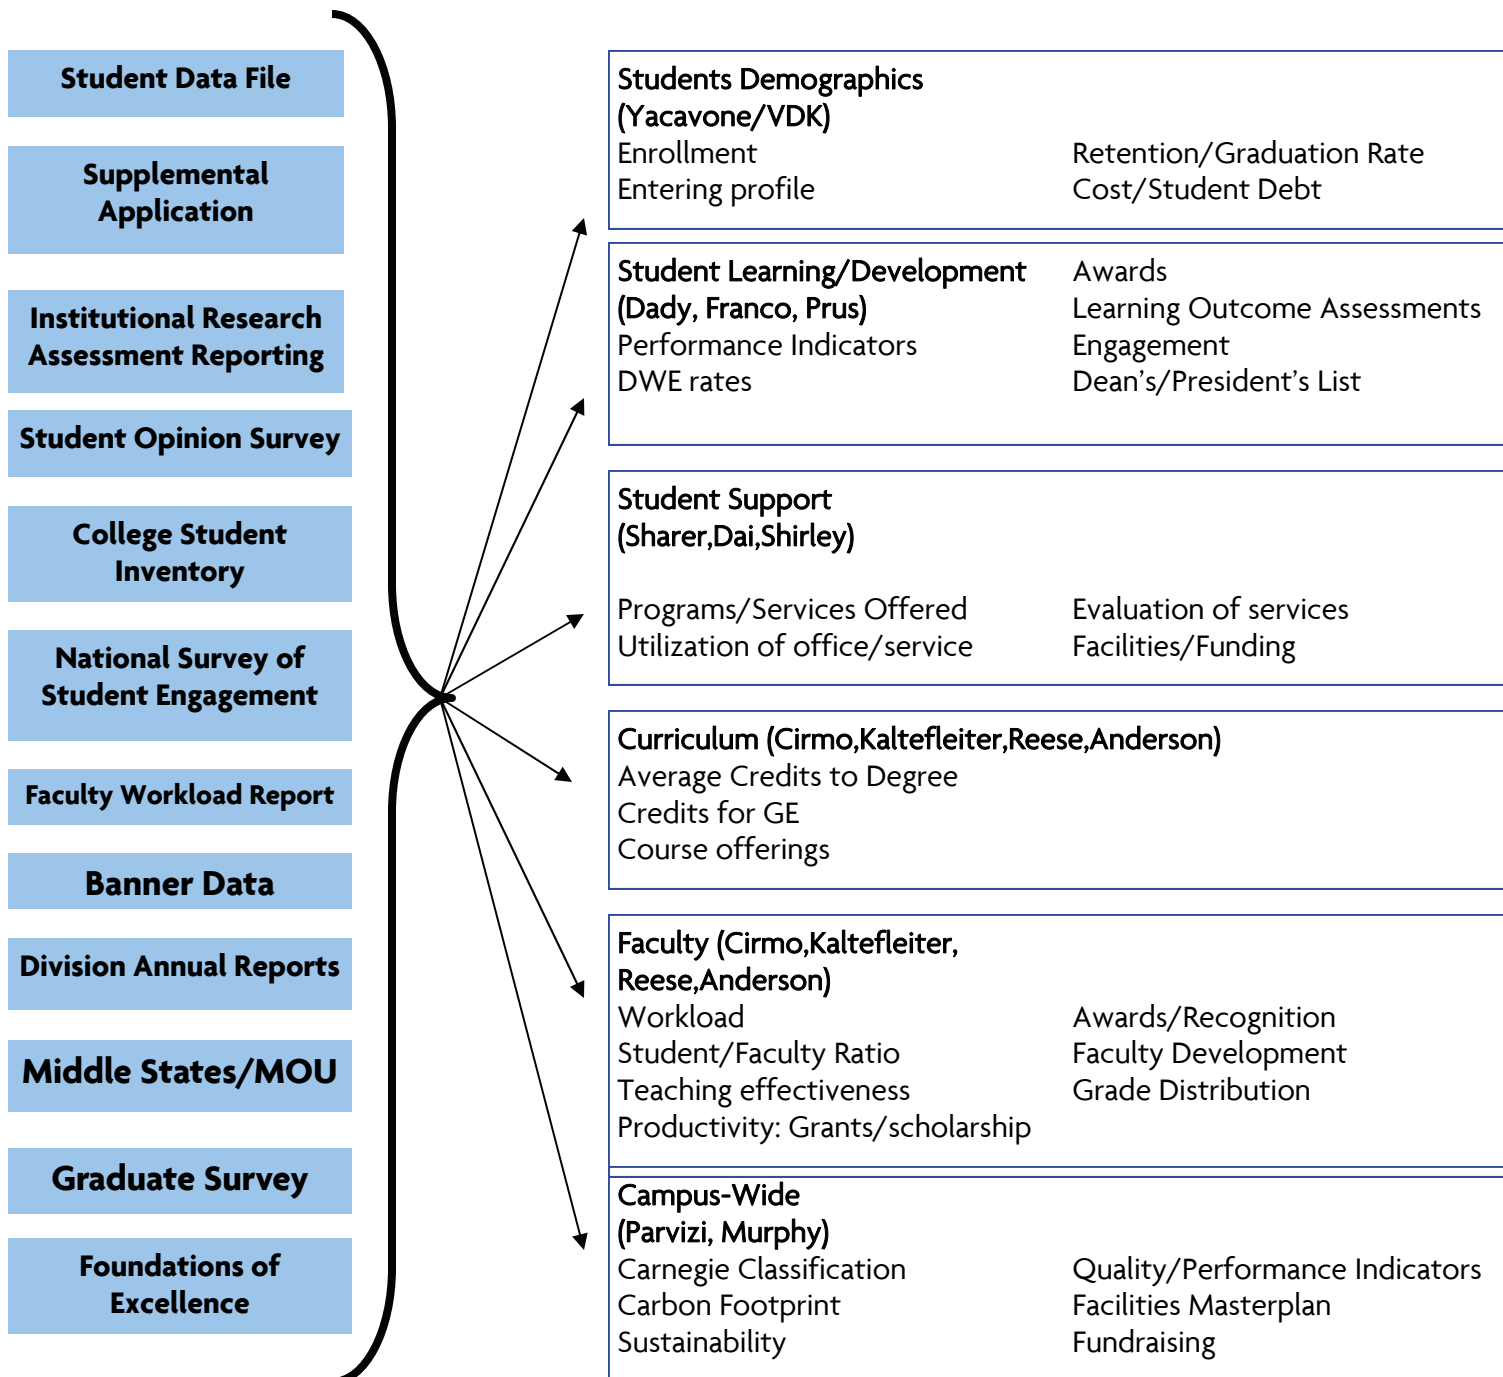 Student Data File
Supplemental
Application
Institutional Research
Assessment Reporting
Student Opinion Survey
College Student
Inventory
National Survey of
Student Engagement
Faculty Workload Report
Banner Data
Division Annual Reports
Middle States/MOU
Graduate Survey
Foundations of
Excellence
Students Demographics
(Yacavone/VDK)
Enrollment
Entering profile
Retention/Graduation Rate
Cost/Student Debt
Student Learning/Development
(Dady, Franco, Prus)
Performance Indicators
DWE rates
Awards
Learning Outcome Assessments
Engagement
Dean’s/President’s List
Student Support
(Sharer,Dai,Shirley)
Programs/Services Offered
Utilization of office/service
Evaluation of services
Facilities/Funding
Curriculum (Cirmo,Kaltefleiter,Reese,Anderson)
Average Credits to Degree
Credits for GE
Course offerings
Faculty (Cirmo,Kaltefleiter,
Reese,Anderson)
Workload
Student/Faculty Ratio
Teaching effectiveness
Productivity: Grants/scholarship
Awards/Recognition
Faculty Development
Grade Distribution
Campus-Wide
(Parvizi, Murphy)
Carnegie Classification
Carbon Footprint
Sustainability
Quality/Performance Indicators
Facilities Masterplan
Fundraising